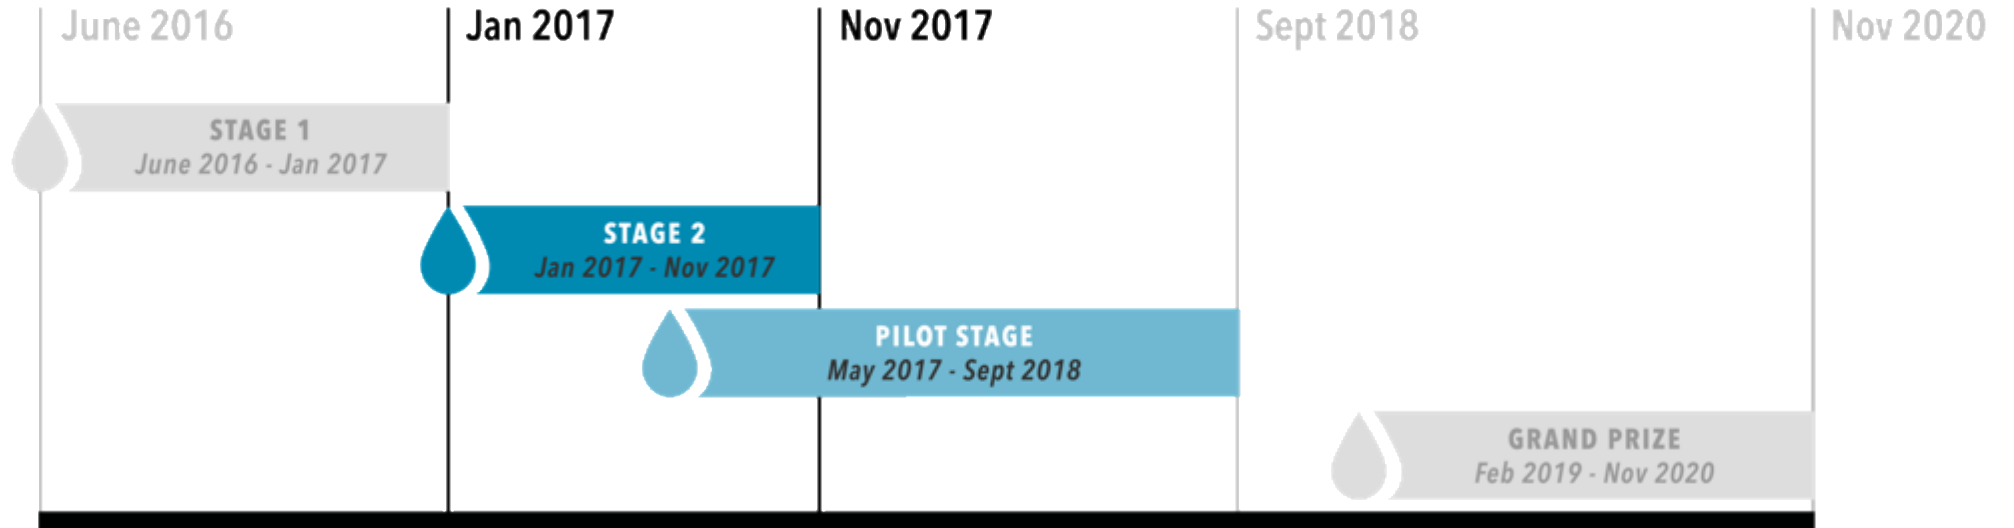 June 2016
Jan 2017
Nov 2017
Sept 2018
Nov 2020
STAGE 1
June 2016 - Jan 2017
STAGE 2
Jan 2017 - Nov 2017
PILOT STAGE
May 2017 - Sept 2018
GRAND PRIZE
Feb 2019 - Nov 2020